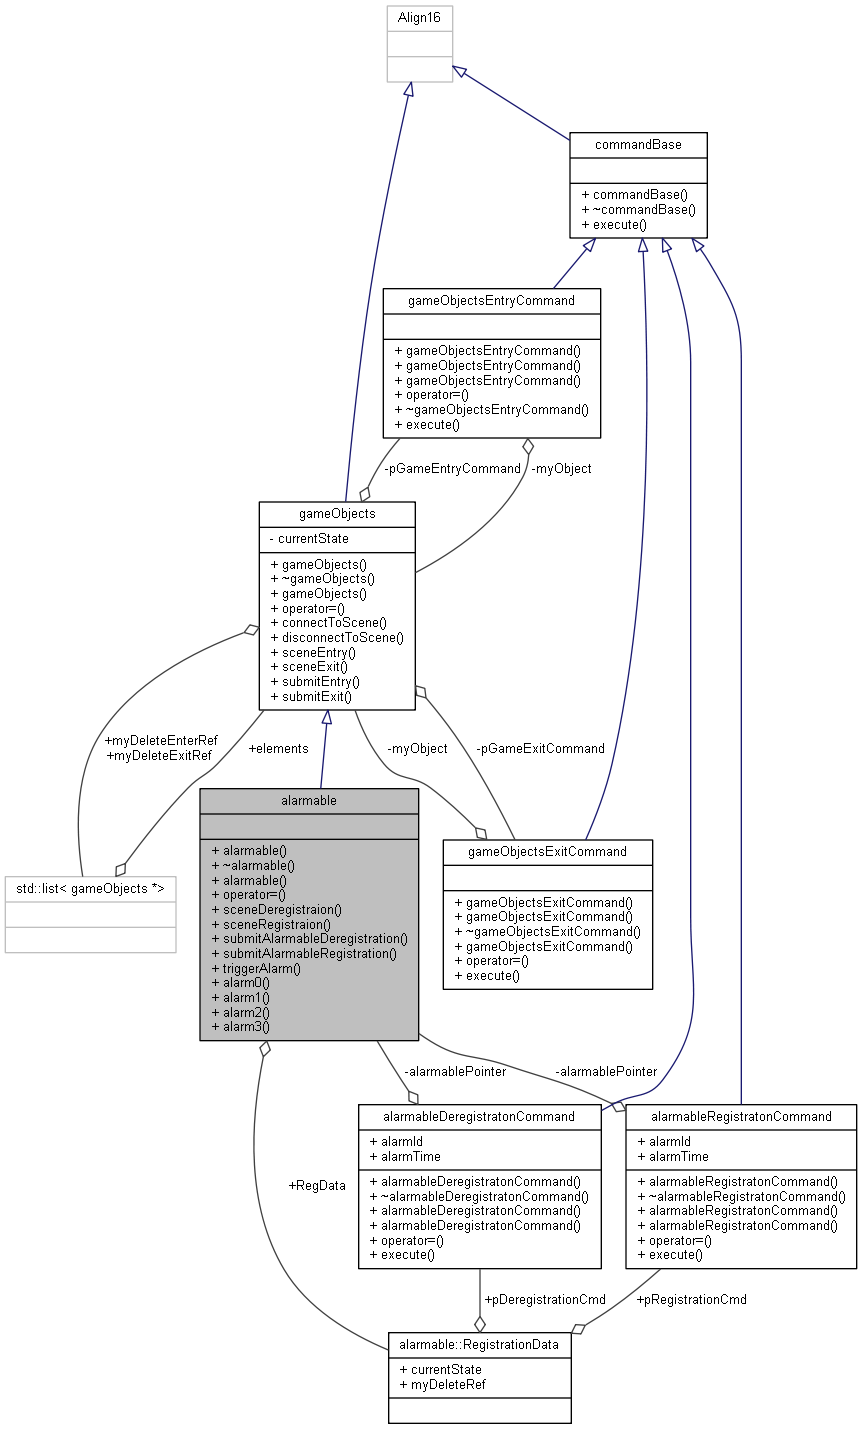 Align16
commandBase
+ commandBase()
+ ~commandBase()
+ execute()
gameObjectsEntryCommand
+ gameObjectsEntryCommand()
+ gameObjectsEntryCommand()
+ gameObjectsEntryCommand()
+ operator=()
+ ~gameObjectsEntryCommand()
+ execute()
-pGameEntryCommand
-myObject
gameObjects
- currentState
+ gameObjects()
+ ~gameObjects()
+ gameObjects()
+ operator=()
+ connectToScene()
+ disconnectToScene()
+ sceneEntry()
+ sceneExit()
+ submitEntry()
+ submitExit()
+myDeleteEnterRef
+myDeleteExitRef
+elements
-myObject
-pGameExitCommand
alarmable
+ alarmable()
+ ~alarmable()
+ alarmable()
+ operator=()
+ sceneDeregistraion()
+ sceneRegistraion()
+ submitAlarmableDeregistration()
+ submitAlarmableRegistration()
+ triggerAlarm()
+ alarm0()
+ alarm1()
+ alarm2()
+ alarm3()
gameObjectsExitCommand
+ gameObjectsExitCommand()
+ gameObjectsExitCommand()
+ ~gameObjectsExitCommand()
+ gameObjectsExitCommand()
+ operator=()
+ execute()
std::list< gameObjects *>
-alarmablePointer
-alarmablePointer
alarmableDeregistratonCommand
+ alarmId
+ alarmTime
+ alarmableDeregistratonCommand()
+ ~alarmableDeregistratonCommand()
+ alarmableDeregistratonCommand()
+ alarmableDeregistratonCommand()
+ operator=()
+ execute()
alarmableRegistratonCommand
+ alarmId
+ alarmTime
+ alarmableRegistratonCommand()
+ ~alarmableRegistratonCommand()
+ alarmableRegistratonCommand()
+ alarmableRegistratonCommand()
+ operator=()
+ execute()
+RegData
+pDeregistrationCmd
+pRegistrationCmd
alarmable::RegistrationData
+ currentState
+ myDeleteRef